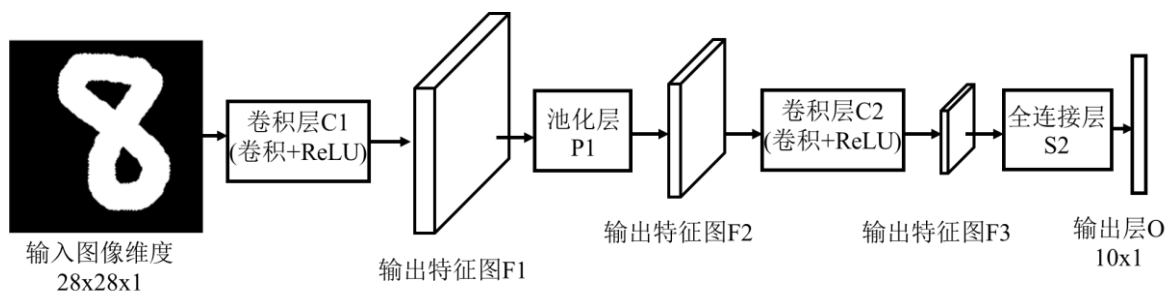 输入图像维度
28x28x1
卷积层C1
(卷积+ReLU)
输出特征图F1
池化层
P1
输出特征图F2
卷积层C2
(卷积+ReLU)
输出特征图F3
全连接层
S2
输出层O
10x1